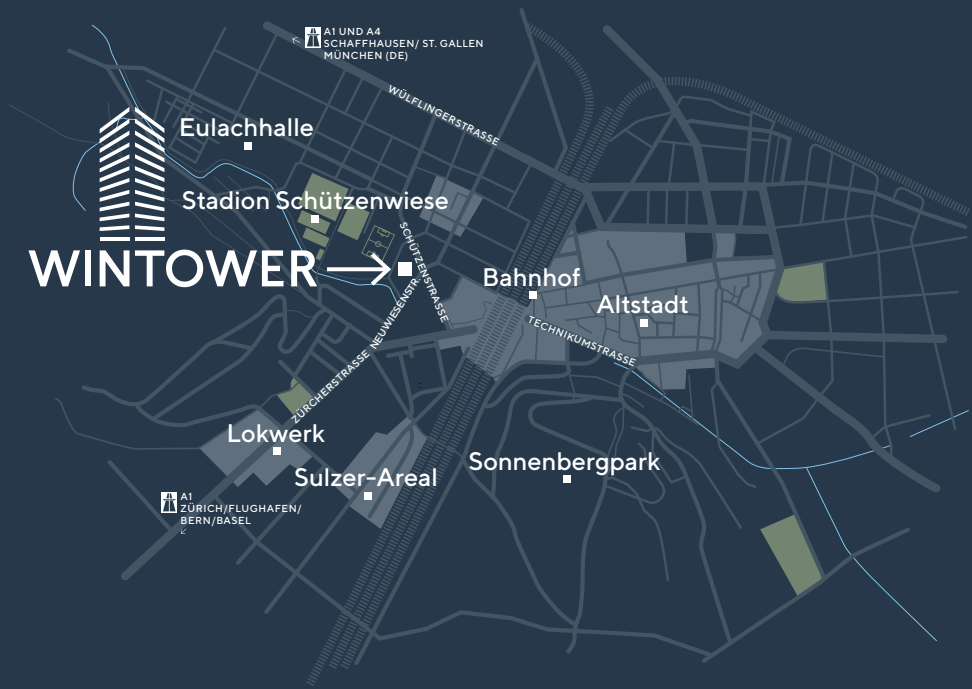 A1 UND A4
SCHAFFHAUSEN/ ST. GALLEN
MÜNCHEN (DE)
WÜLFLINGERSTRASSE
Eulachhalle
Stadion Schützenwiese
SCHÜTZENSTRASSE
WINTOWER
Bahnhof
NEUWIESENSTR.
Altstadt
TECHNIKUMSTRASSE
ZÜRCHERSTRASSE
Lokwerk
Sulzer-Areal
Sonnenbergpark
A1
ZÜRICH/FLUGHAFEN/
BERN/BASEL